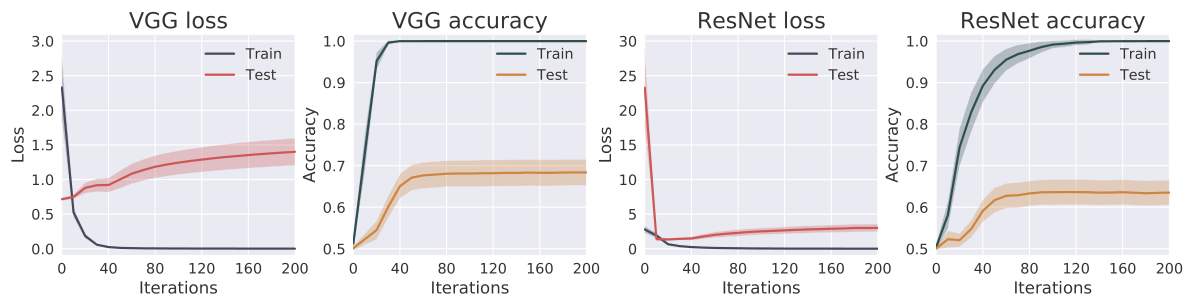 VGG loss
3.0
2.5
2.0
1.5
1.0
0.5
0
Loss
Train
Test
0 40 80 120 160 200
Iterations
VGG accuracy
1.0
0.9
0.8
0.7
0.6
0.5
Accuracy
Train
Test
0 40 80 120 160 200
Iterations
ResNet loss
30
25
20
15
10
5
0
Loss
Train
Test
0 40 80 120 160 200
Iterations
ResNet accuracy
1.0
0.9
0.8
0.7
0.6
0.5
Accuracy
Train
Test
0 40 80 120 160 200
Iterations